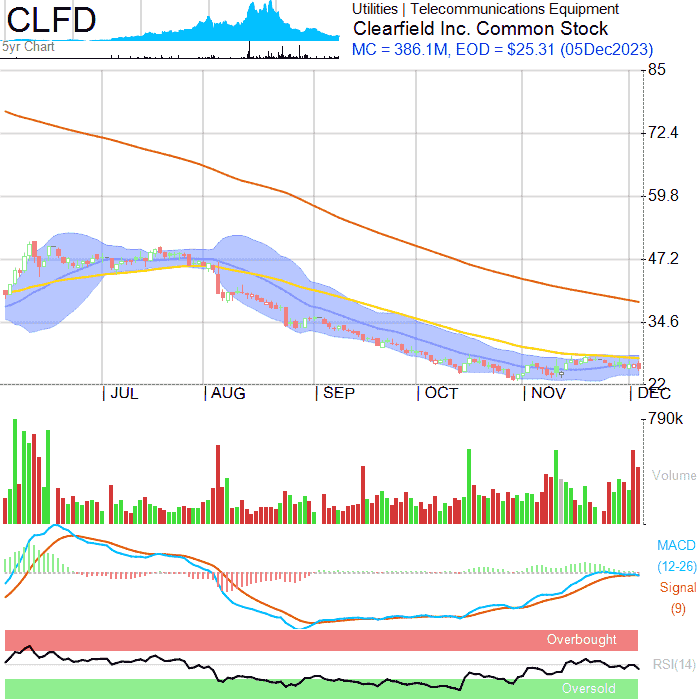 CLFD
5yr Chart
Utilities | Telecommunications Equipment
Clearfield Inc. Common Stock
MC = 386.1M, EOD = $25.31 (05Dec2023)
85
72.4
59.8
47.2
34.6
22
JUL
AUG
SEP
OCT
NOV
DEC
790k
Volume
MACD
(12-26)
Signal
(9)
Overbought
RSI(14)
Oversold